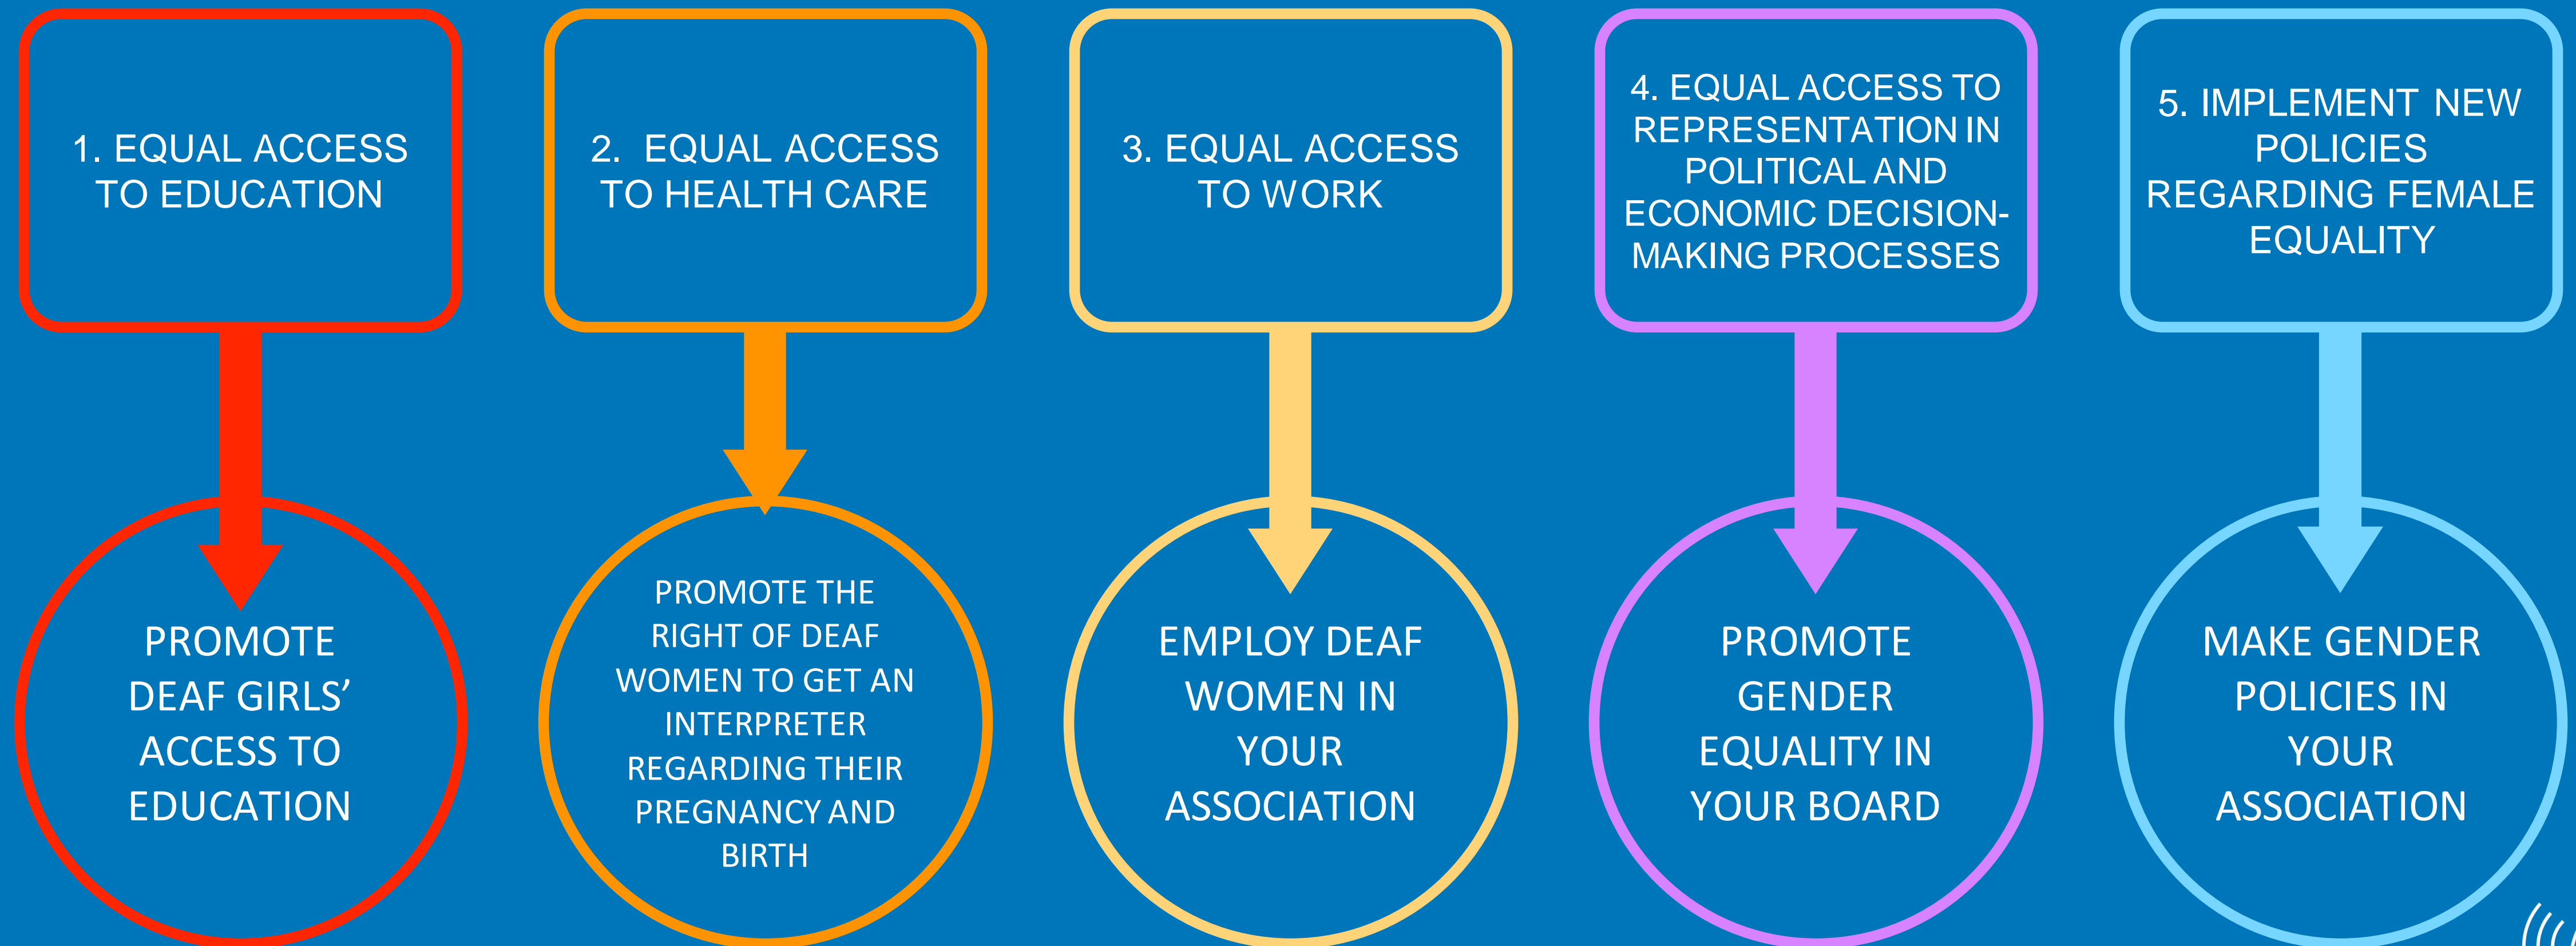 1. EQUAL ACCESS
TO EDUCATION
2. EQUAL ACCESS
TO HEALTH CARE
3. EQUAL ACCESS
TO WORK
4. EQUAL ACCESS TO
REPRESENTATION IN
POLITICAL AND
ECONOMIC DECISION-
MAKING PROCESSES
5. IMPLEMENT NEW
POLICIES
REGARDING FEMALE
EQUALITY
PROMOTE
DEAF GIRLS’
ACCESS TO
EDUCATION
PROMOTE THE
RIGHT OF DEAF
WOMEN TO GET AN
INTERPRETER
REGARDING THEIR
PREGNANCY AND
BIRTH
EMPLOY DEAF
WOMEN IN
YOUR
ASSOCIATION
PROMOTE
GENDER
EQUALITY IN
YOUR BOARD
MAKE GENDER
POLICIES IN
YOUR
ASSOCIATION